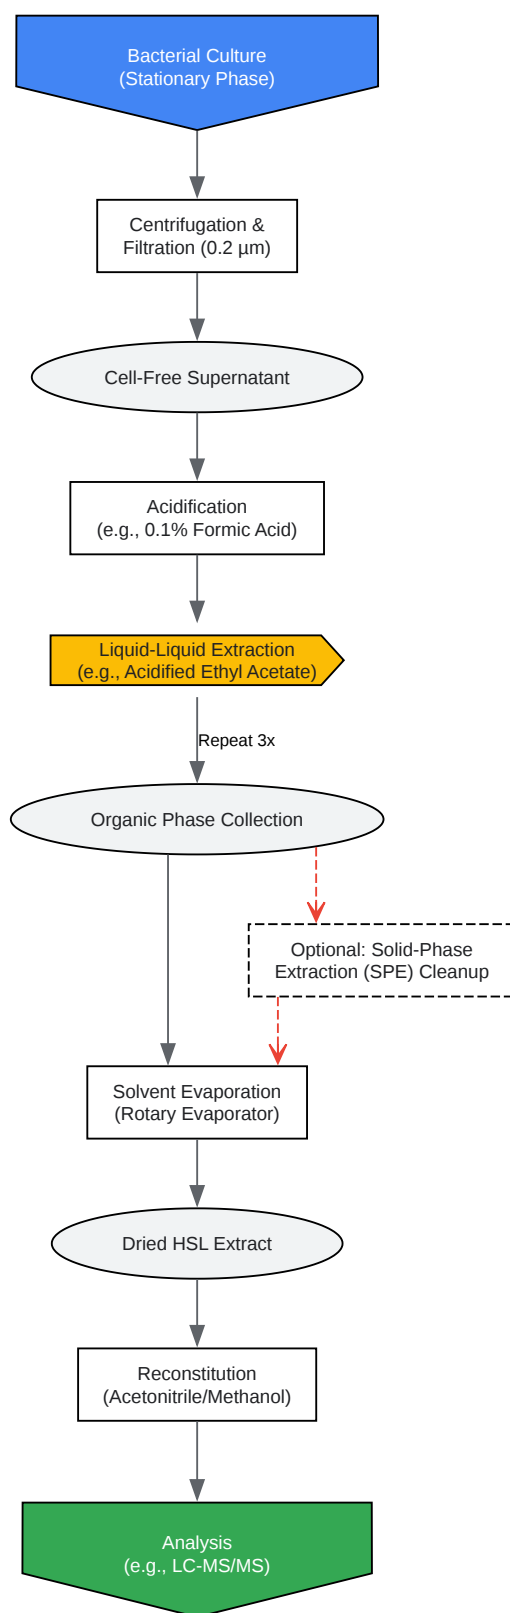 Bacterial Culture
(Stationary Phase)
Centrifugation &
Filtration (0.2 µm)
Cell-Free Supernatant
Acidification
(e.g., 0.1% Formic Acid)
Liquid-Liquid Extraction
(e.g., Acidified Ethyl Acetate)
Repeat 3x
Organic Phase Collection
Optional: Solid-Phase
Extraction (SPE) Cleanup
Solvent Evaporation
(Rotary Evaporator)
Dried HSL Extract
Reconstitution
(Acetonitrile/Methanol)
Analysis
(e.g., LC-MS/MS)